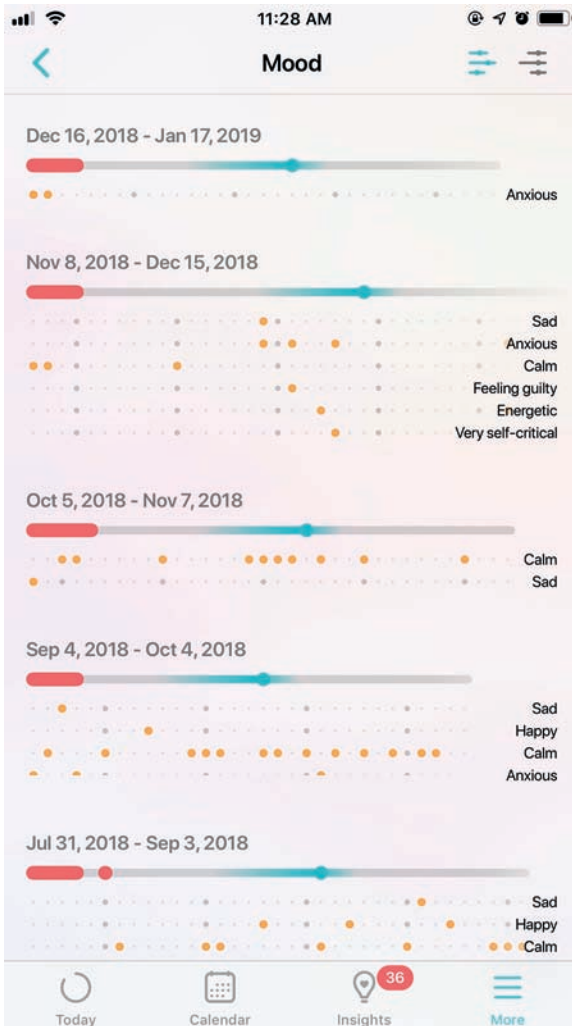 11:28 AM
Mood
Dec 16, 2018 - Jan 17, 2019
Anxious
Nov 8, 2018 - Dec 15, 2018
Sad
Anxious
Calm
Feeling guilty
Energetic
Very self-critical
Oct 5, 2018 - Nov 7, 2018
Calm
Sad
Sep 4, 2018 - Oct 4, 2018
Sad
Happy
Calm
Anxious
Jul 31, 2018 - Sep 3, 2018
Sad
Happy
Calm
36
Today Calendar Insights More